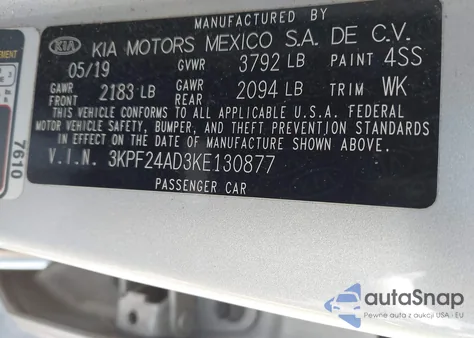 MANUFACTURED BY
KIA KIA MOTORS MEXICO S.A. DE C.V.
05/19 GVWR 3792 LB PAINT 4SS
GAWR FRONT 2183 LB GAWR REAR 2094 LB TRIM WK
THIS VEHICLE CONFORMS TO ALL APPLICABLE U.S.A. FEDERAL
MOTOR VEHICLE SAFETY, BUMPER, AND THEFT PREVENTION STANDARDS
IN EFFECT ON THE DATE OF MANUFACTURE SHOWN ABOVE.
V.I.N. 3KPF24AD3KE130877
PASSENGER CAR
7610
autoSnap
Pewne auto z aukcji USA i EU